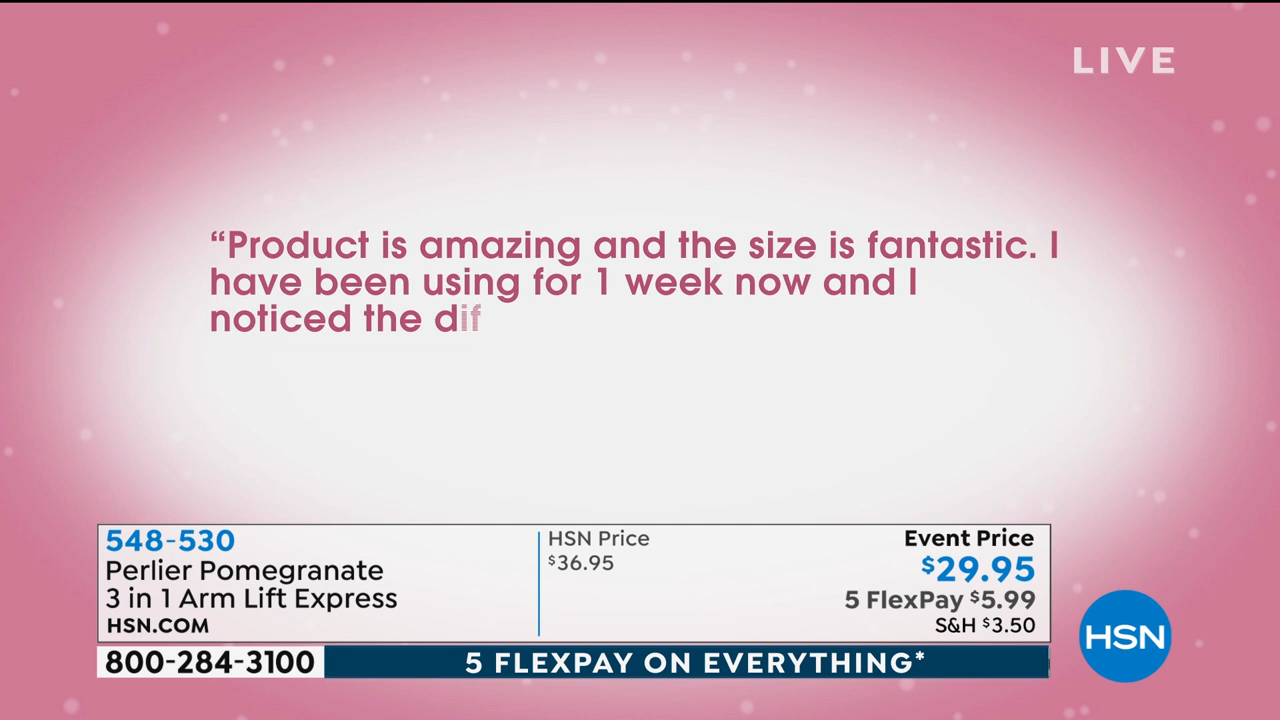 LIVE
“Product is amazing and the size is fantastic. I
have been using for 1 week now and I
noticed the dif
548-530
Perlier Pomegranate
3 in 1 Arm Lift Express
HSN.COM
HSN Price
$36.95
Event Price
$29.95
5 FlexPay $5.99
S&H $3.50
HSN
800-284-3100
5 FLEXPAY ON EVERYTHING*